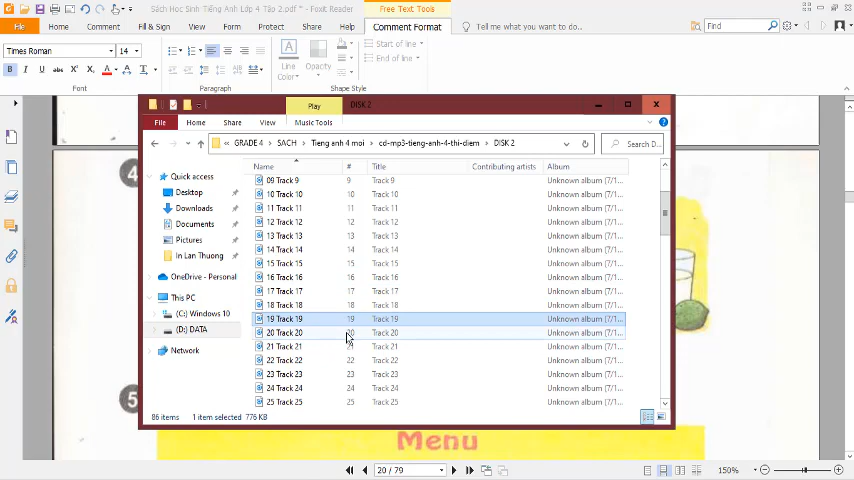 Sách Học Sinh Tiếng Anh Lớp 4 Tập 2.pdf * - Foxit Reader
Free Text Tools
File Home Comment Fill & Sign View Form Protect Share Help Comment Format Tell me what you want to do.. Find
Times Roman 14
Start of line
End of line
B I U abc X² X₂ A
Line Color Opacity
Font Paragraph Shape Style
Play DISK 2
File Home Share View Music Tools
« GRADE 4 › SACH › Tieng anh 4 moi › cd-mp3-tieng-anh-4-thi-diem › DISK 2 Search D...
Name # Title Contributing artists Album
Quick access
Desktop
Downloads
Documents
Pictures
In Lan Thuong
OneDrive - Personal
This PC
(C:) Windows 10
(D:) DATA
Network
09 Track 9 9 Track 9 Unknown album (7/1...
10 Track 10 10 Track 10 Unknown album (7/1...
11 Track 11 11 Track 11 Unknown album (7/1...
12 Track 12 12 Track 12 Unknown album (7/1...
13 Track 13 13 Track 13 Unknown album (7/1...
14 Track 14 14 Track 14 Unknown album (7/1...
15 Track 15 15 Track 15 Unknown album (7/1...
16 Track 16 16 Track 16 Unknown album (7/1...
17 Track 17 17 Track 17 Unknown album (7/1...
18 Track 18 18 Track 18 Unknown album (7/1...
19 Track 19 19 Track 19 Unknown album (7/1...
20 Track 20 20 Track 20 Unknown album (7/1...
21 Track 21 21 Track 21 Unknown album (7/1...
22 Track 22 22 Track 22 Unknown album (7/1...
23 Track 23 23 Track 23 Unknown album (7/1...
24 Track 24 24 Track 24 Unknown album (7/1...
25 Track 25 25 Track 25 Unknown album (7/1...
86 items 1 item selected 776 KB
4
5
Menu
20 / 79 150%